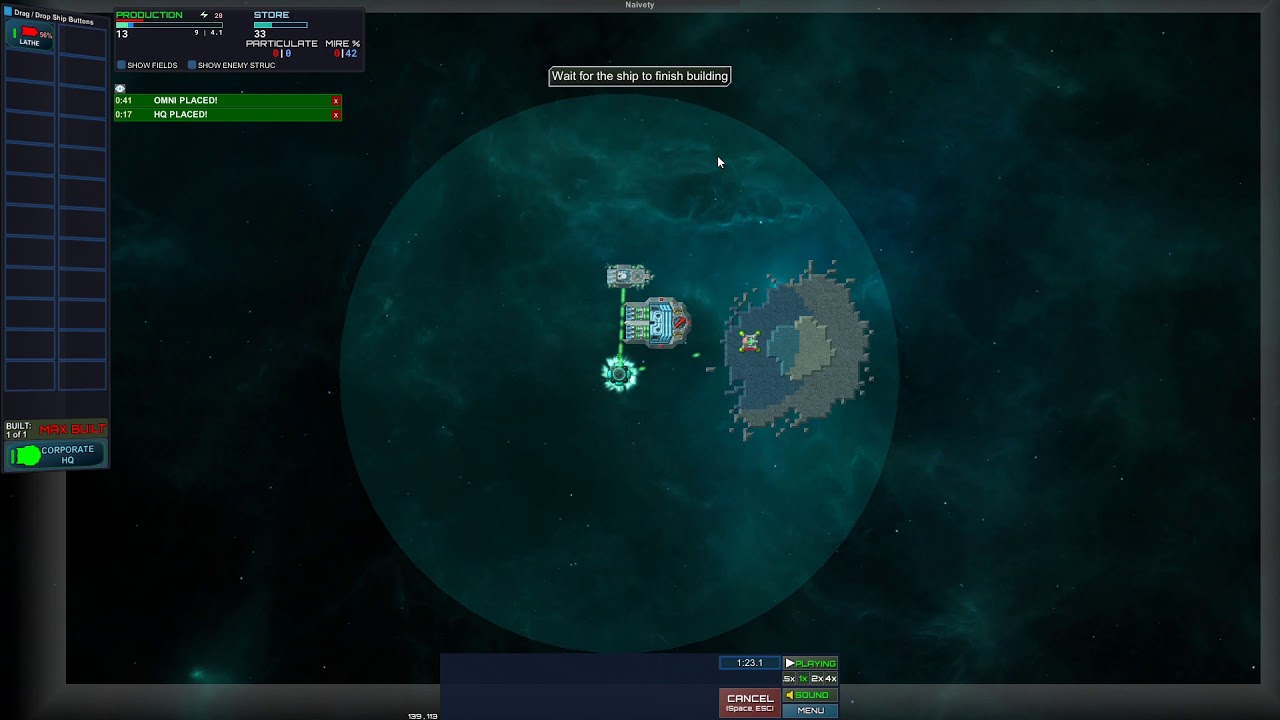 Naivety
Drag / Drop Ship Buttons
56%
LATHE
PRODUCTION
20
13
9 | 4.1
STORE
33
PARTICULATE
MIRE %
0|0
0|42
SHOW FIELDS
SHOW ENEMY STRUC
0:41 OMNI PLACED! x
0:17 HQ PLACED! x
Wait for the ship to finish building
BUILT:
1 of 1
MAX BUILT
CORPORATE
HQ
1:23.1
PLAYING
.5x 1x 2x 4x
CANCEL
(Space, ESC)
SOUND
MENU
139 , 113